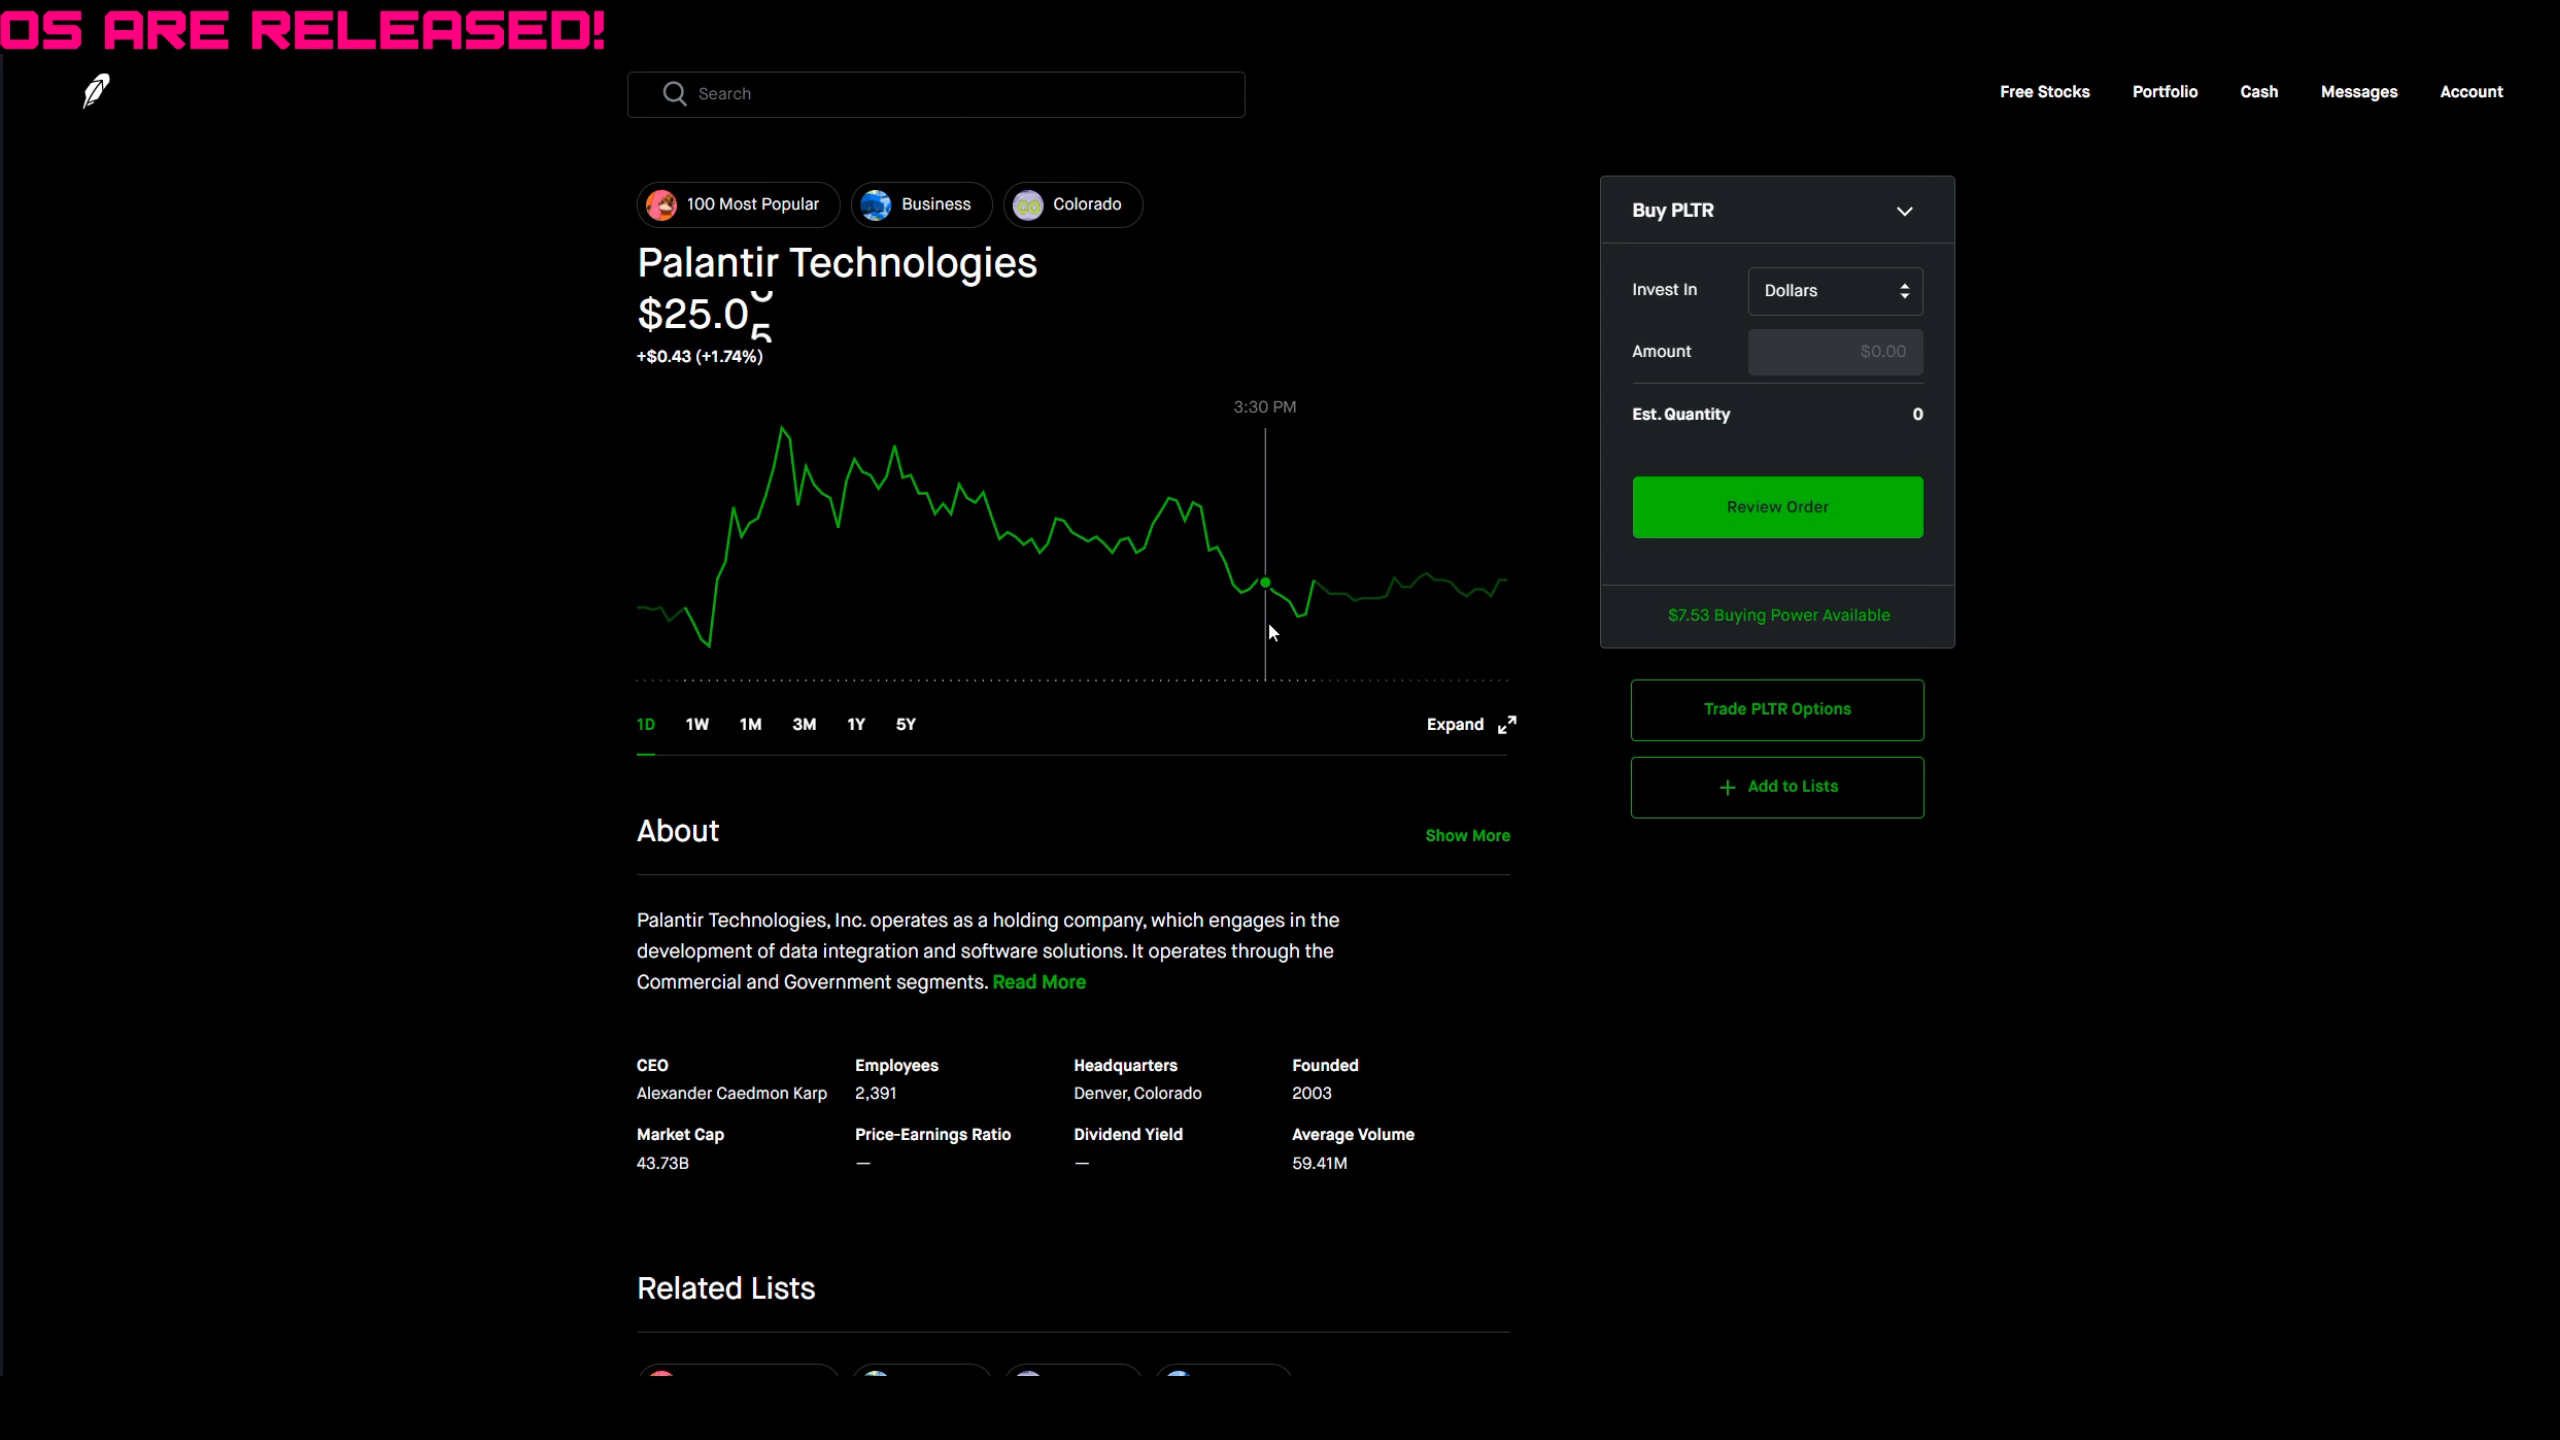 OS ARE RELEASED!
Search
Free Stocks
Portfolio
Cash
Messages
Account
100 Most Popular
Business
Colorado
Palantir Technologies
$25.0
+$0.43 (+1.74%)
3:30 PM
1D
1W
1M
3M
1Y
5Y
Expand
Buy PLTR
Invest In
Dollars
Amount
$0.00
Est. Quantity
0
Review Order
$7.53 Buying Power Available
Trade PLTR Options
Add to Lists
About
Show More
Palantir Technologies, Inc. operates as a holding company, which engages in the
development of data integration and software solutions. It operates through the
Commercial and Government segments. Read More
CEO
Alexander Caedmon Karp
Employees
2,391
Headquarters
Denver, Colorado
Founded
2003
Market Cap
43.73B
Price-Earnings Ratio
—
Dividend Yield
—
Average Volume
59.41M
Related Lists